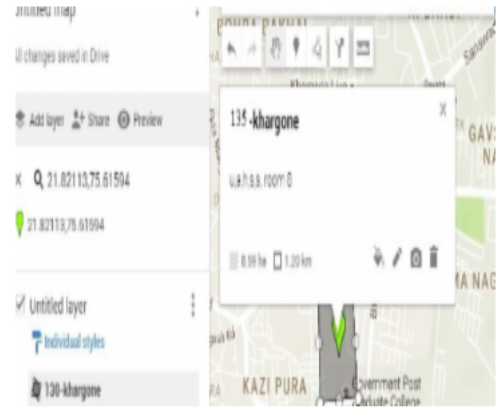 Untitled map
All changes saved in Drive
Add layer Share Preview
21.82113,75.61594
21.82113,75.61594
Untitled layer
Individual styles
130-khargone
135-khargone
u.e.h.s.s. room 8
0.59 ha 1.20 km
KAZI PURA
Government Post
Graduate College
GAVS
NA
MA NAG